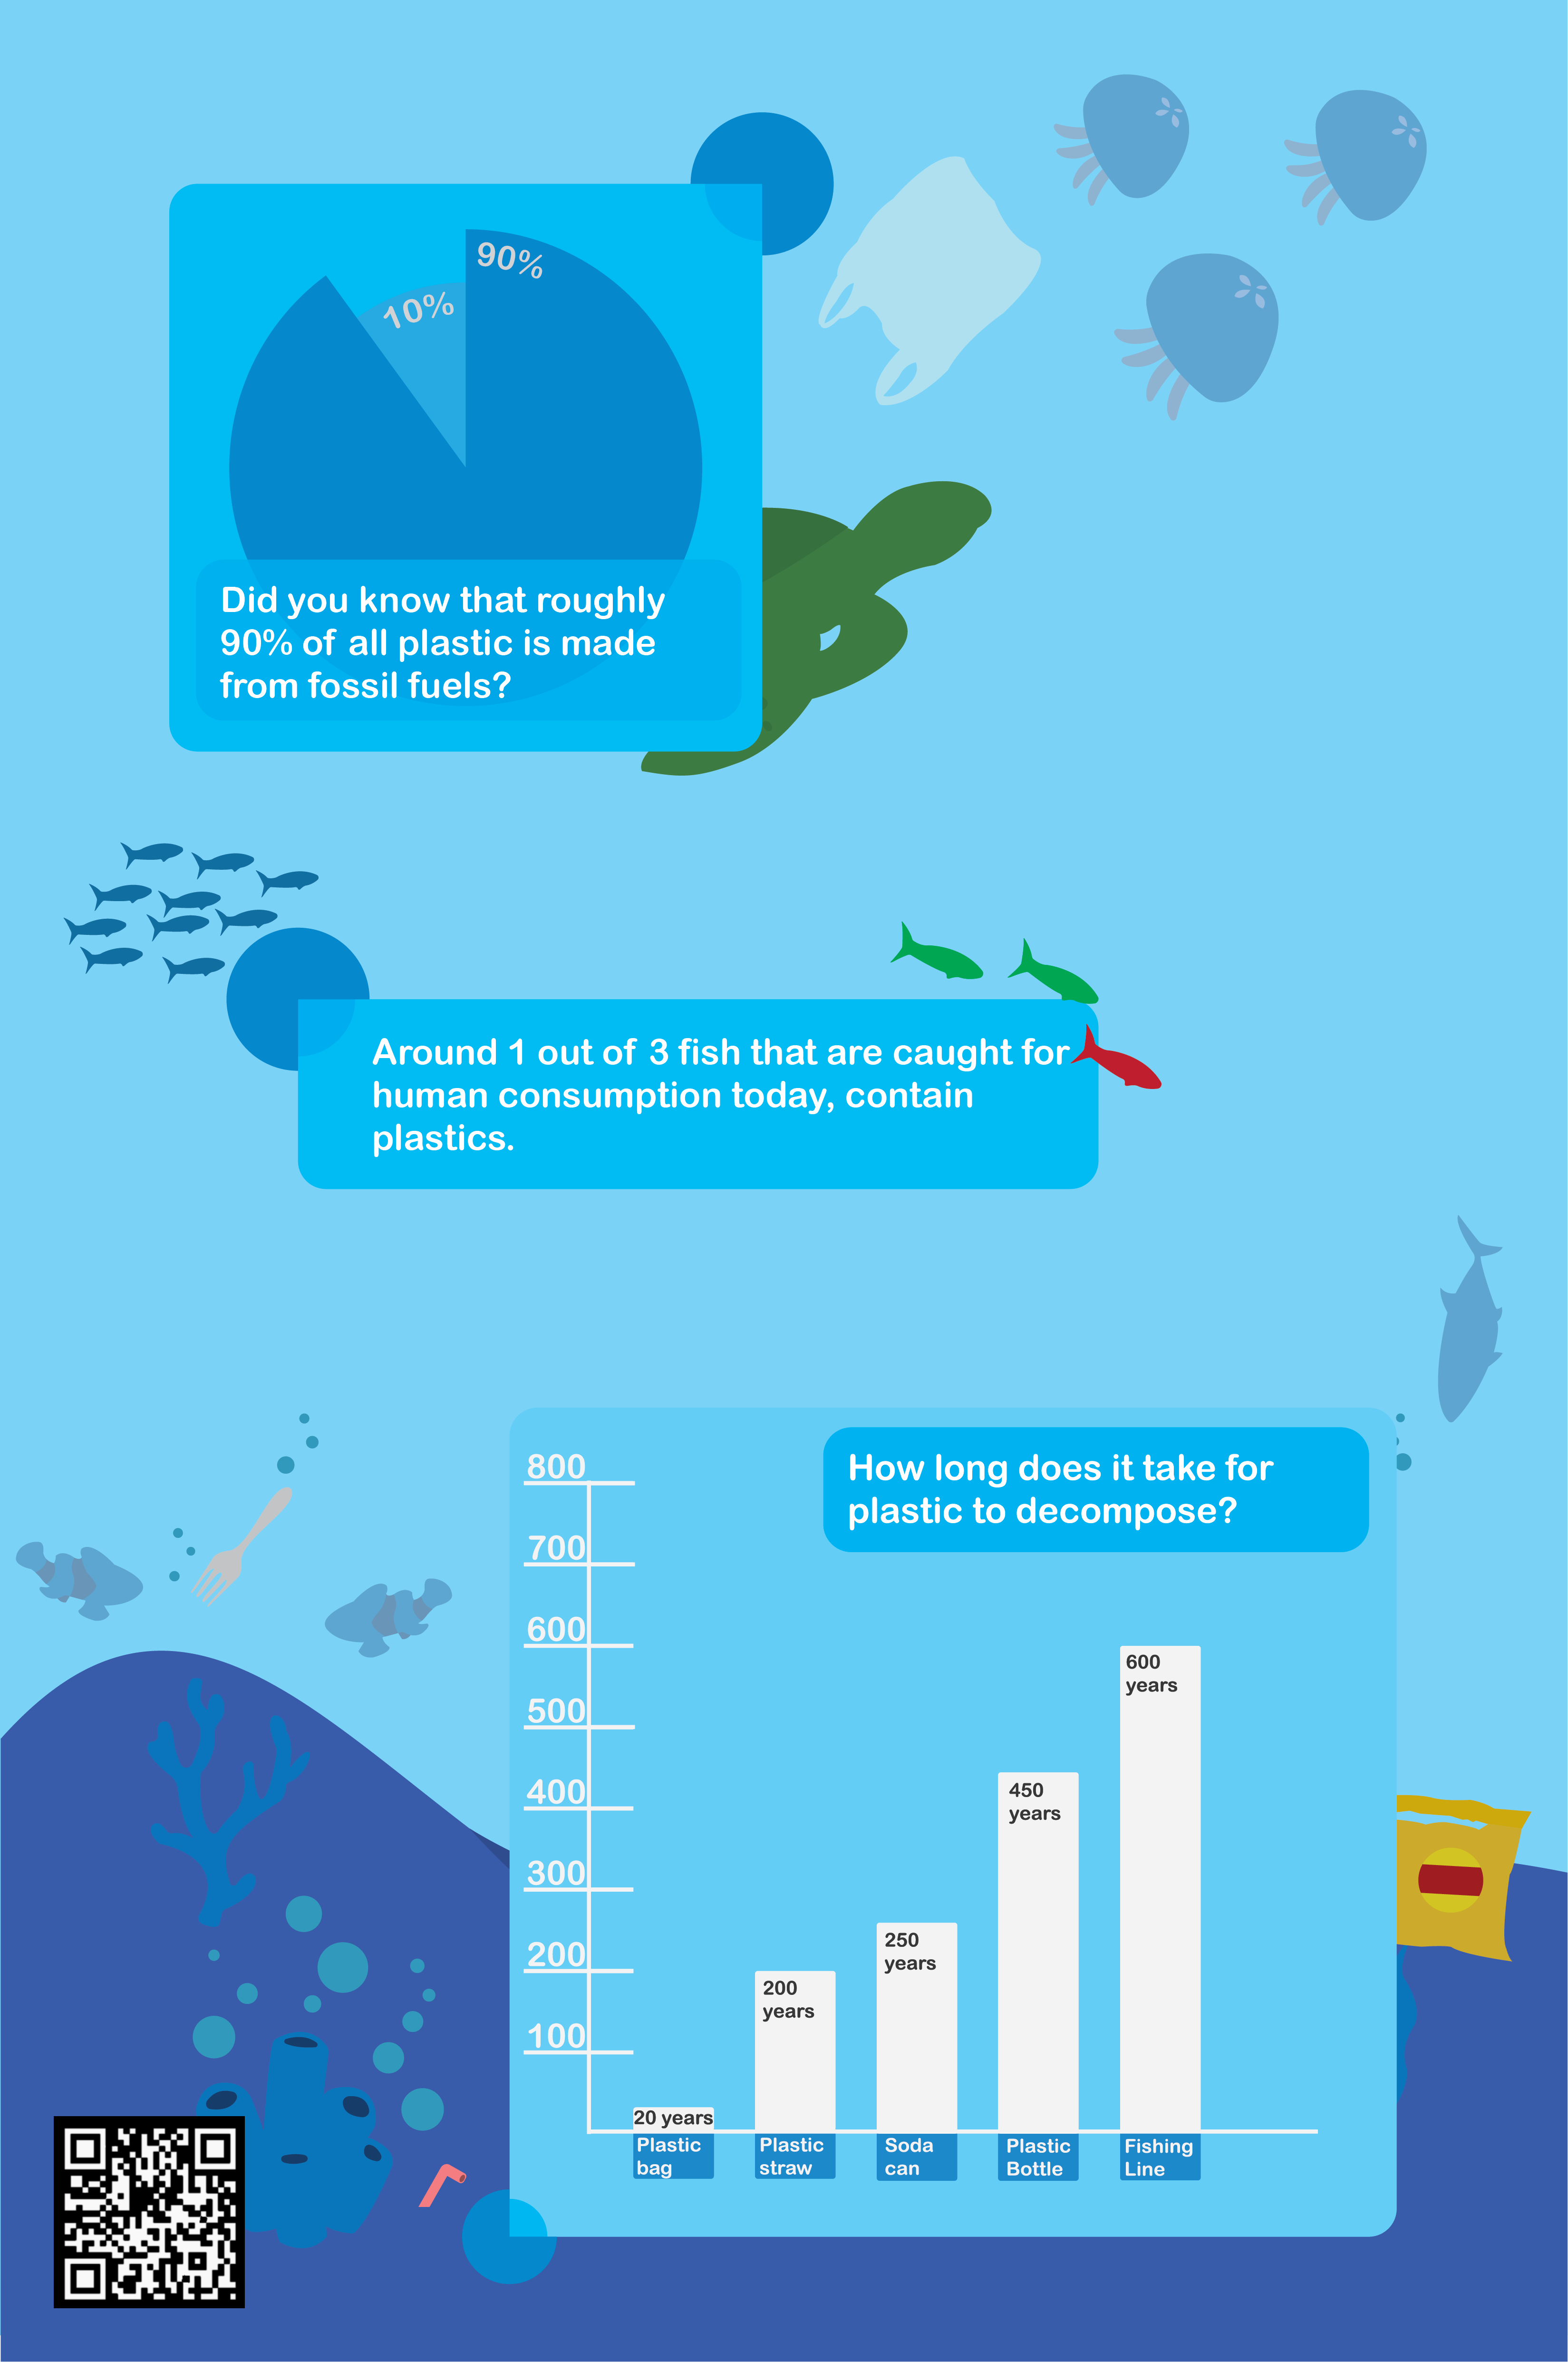 90%
10%
Did you know that roughly
90% of all plastic is made
from fossil fuels?
Around 1 out of 3 fish that are caught for
human consumption today, contain
plastics.
How long does it take for
plastic to decompose?
800
700
600
500
400
300
200
100
20 years
200
years
250
years
450
years
600
years
Plastic
bag
Plastic
straw
Soda
can
Plastic
Bottle
Fishing
Line